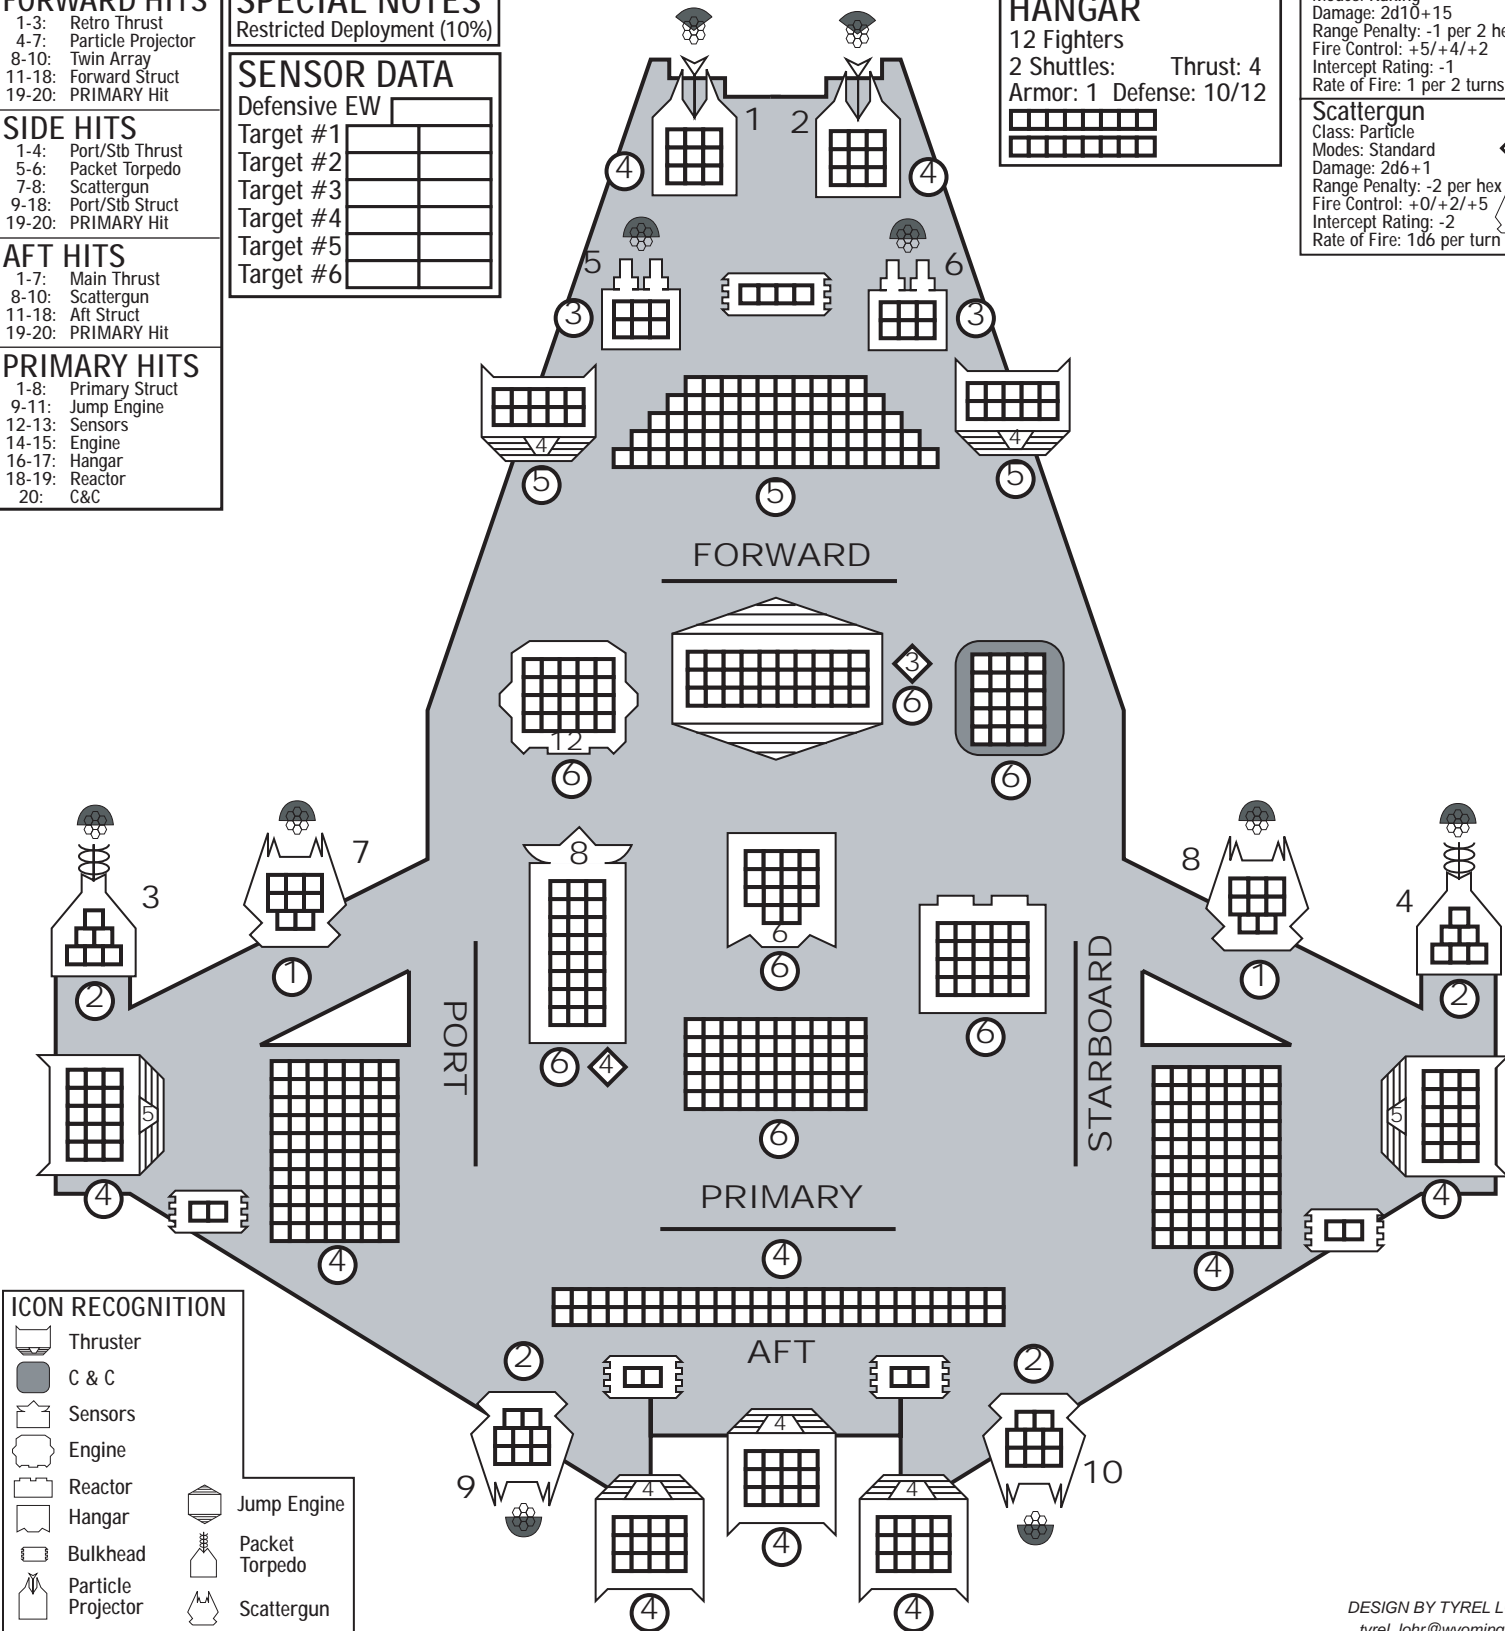 FORWARD HITS
1-3: Retro Thrust
4-7: Particle Projector
8-10: Twin Array
11-18: Forward Struct
19-20: PRIMARY Hit
SIDE HITS
1-4: Port/Stb Thrust
5-6: Packet Torpedo
7-8: Scattergun
9-18: Port/Stb Struct
19-20: PRIMARY Hit
AFT HITS
1-7: Main Thrust
8-10: Scattergun
11-18: Aft Struct
19-20: PRIMARY Hit
PRIMARY HITS
1-8: Primary Struct
9-11: Jump Engine
12-13: Sensors
14-15: Engine
16-17: Hangar
18-19: Reactor
20: C&C
SPECIAL NOTES
Restricted Deployment (10%)
SENSOR DATA
Defensive EW
Target #1
Target #2
Target #3
Target #4
Target #5
Target #6
HANGAR
12 Fighters
2 Shuttles: Thrust: 4
Armor: 1 Defense: 10/12
Damage: 2d10+15
Range Penalty: -1 per 2 he
Fire Control: +5/+4/+2
Intercept Rating: -1
Rate of Fire: 1 per 2 turns
Scattergun
Class: Particle
Modes: Standard
Damage: 2d6+1
Range Penalty: -2 per hex
Fire Control: +0/+2/+5
Intercept Rating: -2
Rate of Fire: 1d6 per turn
1 2
4 4
5 6
3 3
4 4
5 5 5
FORWARD
3
6
12
6 6
7 8
3 8 4
6
1 6 1
2 2
6
PORT
STARBOARD
6 4
5 5
6
4 4
PRIMARY
4 4 4
AFT
2 2
4
9 10
4 4
4
4 4
ICON RECOGNITION
Thruster
C & C
Sensors
Engine
Reactor
Hangar
Bulkhead
Particle
Projector
Jump Engine
Packet
Torpedo
Scattergun
DESIGN BY TYREL L
tyrel_lohr@wyoming